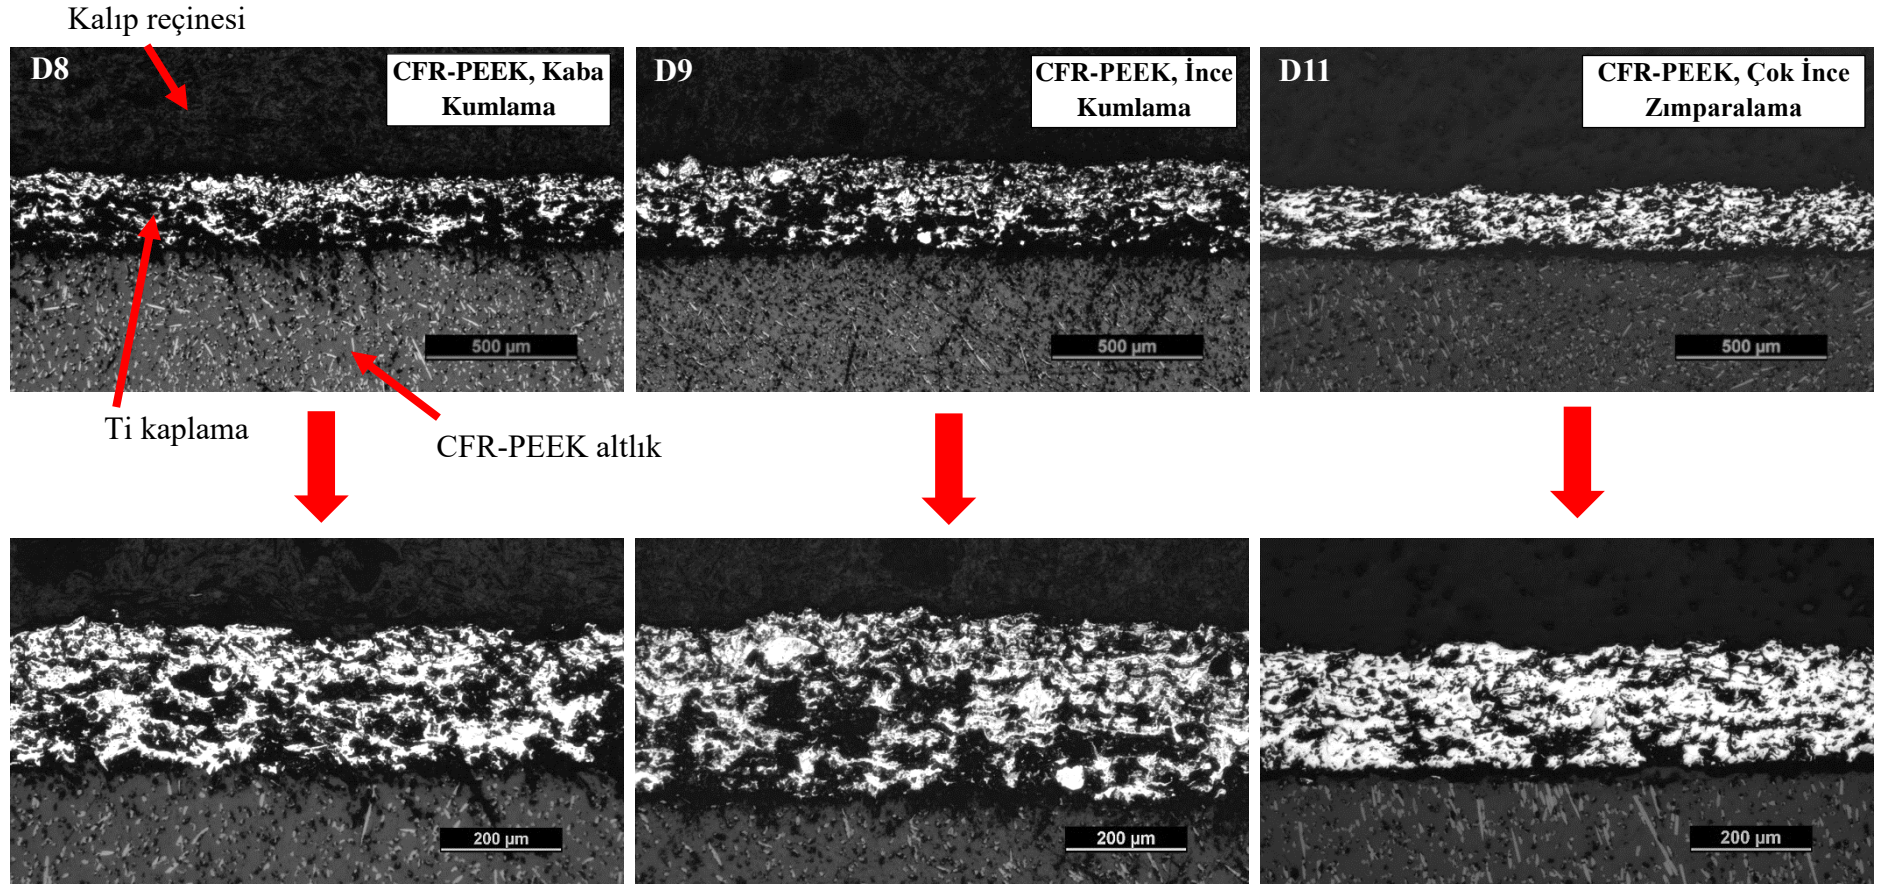 Kalıp reçinesi
D8
CFR-PEEK, Kaba
Kumlama
D9
CFR-PEEK, İnce
Kumlama
D11
CFR-PEEK, Çok İnce
Zımparalama
500 µm
500 µm
500 µm
Ti kaplama
CFR-PEEK altlık
200 µm
200 µm
200 µm